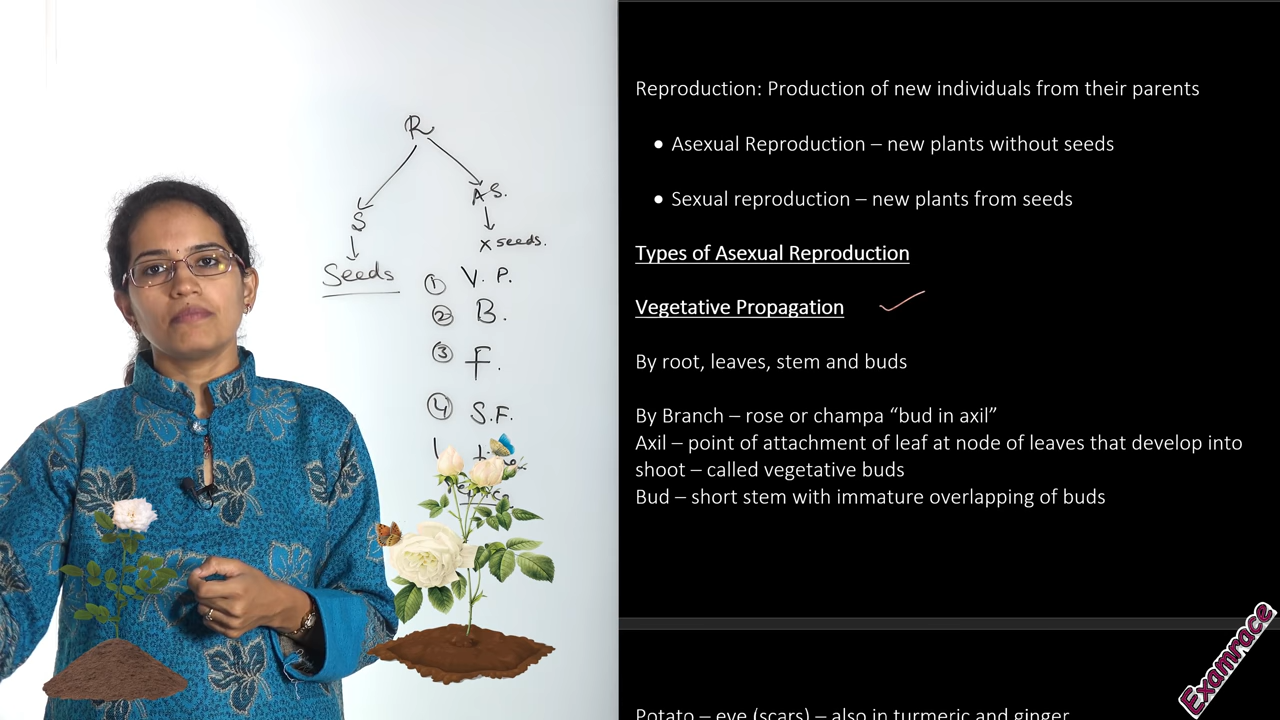 R
S
A S.
Seeds
x seeds.
① V. P.
② B.
③ F.
④ S.F.
Reproduction: Production of new individuals from their parents
• Asexual Reproduction – new plants without seeds
• Sexual reproduction – new plants from seeds
Types of Asexual Reproduction
Vegetative Propagation
By root, leaves, stem and buds
By Branch – rose or champa “bud in axil”
Axil – point of attachment of leaf at node of leaves that develop into
shoot – called vegetative buds
Bud – short stem with immature overlapping of buds
Potato – eye (scars) – also in turmeric and ginger
Examrace